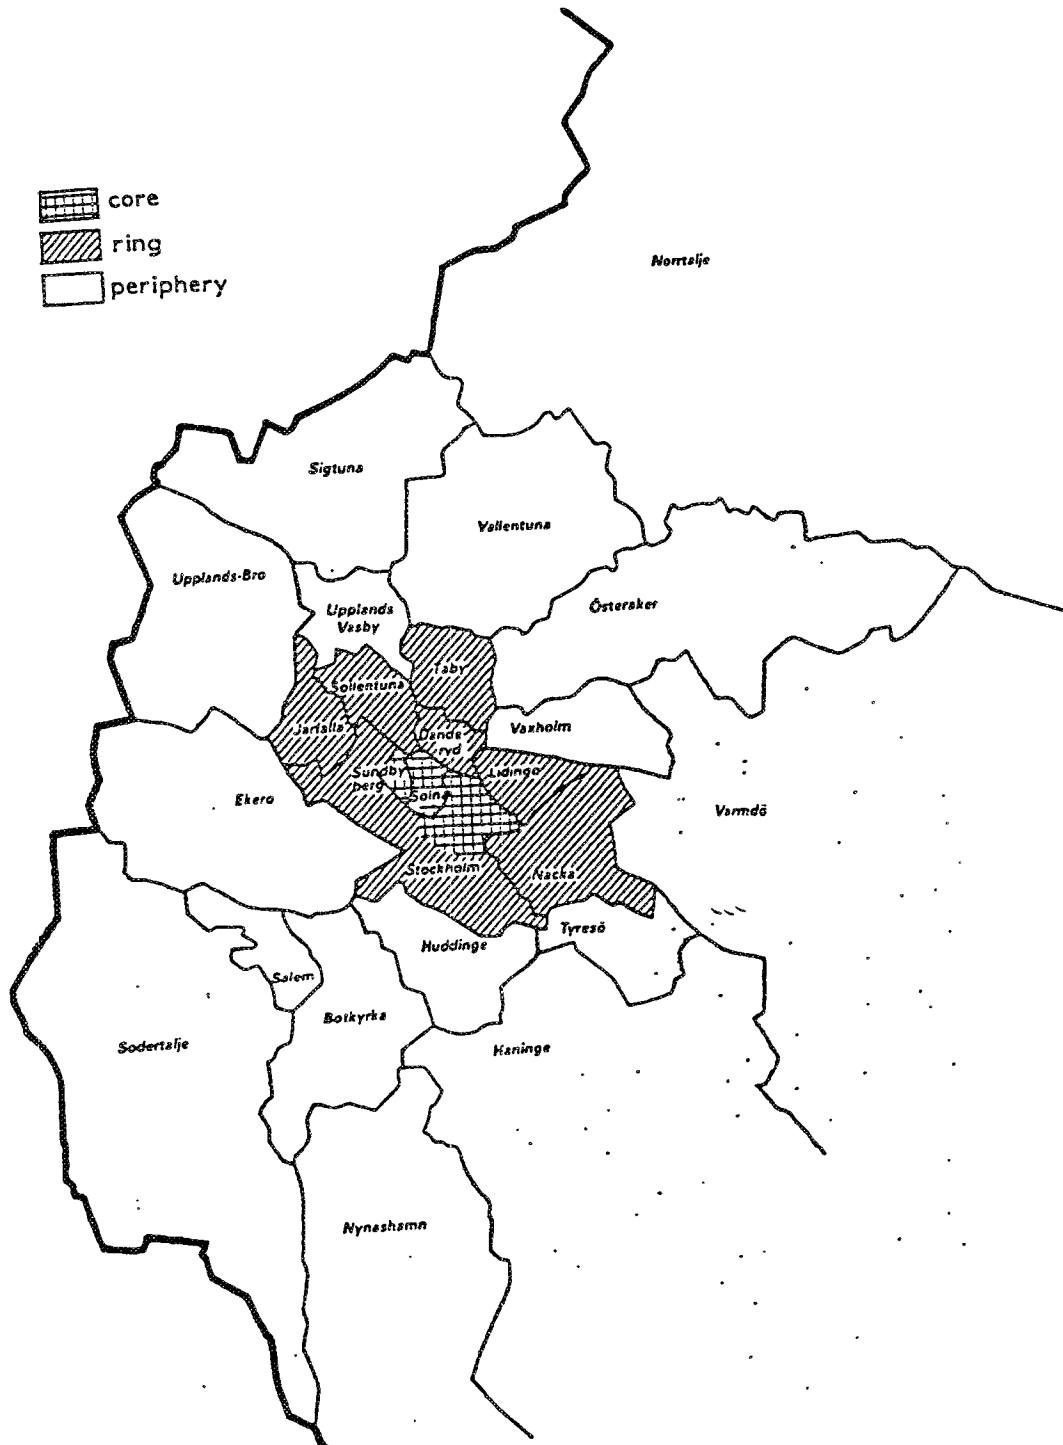 core
ring
periphery
Norrtalje
Sigtuna
Vallentuna
Upplands-Bro
Upplands
Vasby
Österaker
Taby
Sollentuna
Jarfalla
Dande
ryd
Vaxholm
Sundby
berg
Solna
Lidingo
Ekero
Varmdö
Stockholm
Nacka
Huddinge
Tyresö
Salem
Botkyrka
Sodertalje
Haninge
Nynashamn